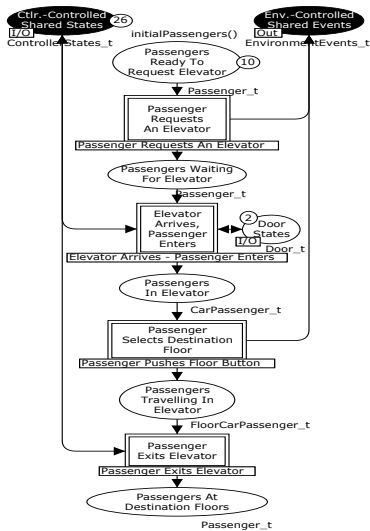 Ctlr.-Controlled
Shared States
26
I/O
ControllerStates_t
Env.-Controlled
Shared Events
Out
EnvironmentEvents_t
initialPassengers()
Passengers
Ready To
Request Elevator
10
Passenger_t
Passenger
Requests
An Elevator
Passenger Requests An Elevator
Passengers Waiting
For Elevator
Passenger_t
Elevator
Arrives,
Passenger
Enters
2
Door
States
I/O
Door_t
Elevator Arrives - Passenger Enters
Passengers
In Elevator
CarPassenger_t
Passenger
Selects Destination
Floor
Passenger Pushes Floor Button
Passengers
Travelling In
Elevator
FloorCarPassenger_t
Passenger
Exits Elevator
Passenger Exits Elevator
Passengers At
Destination Floors
Passenger_t